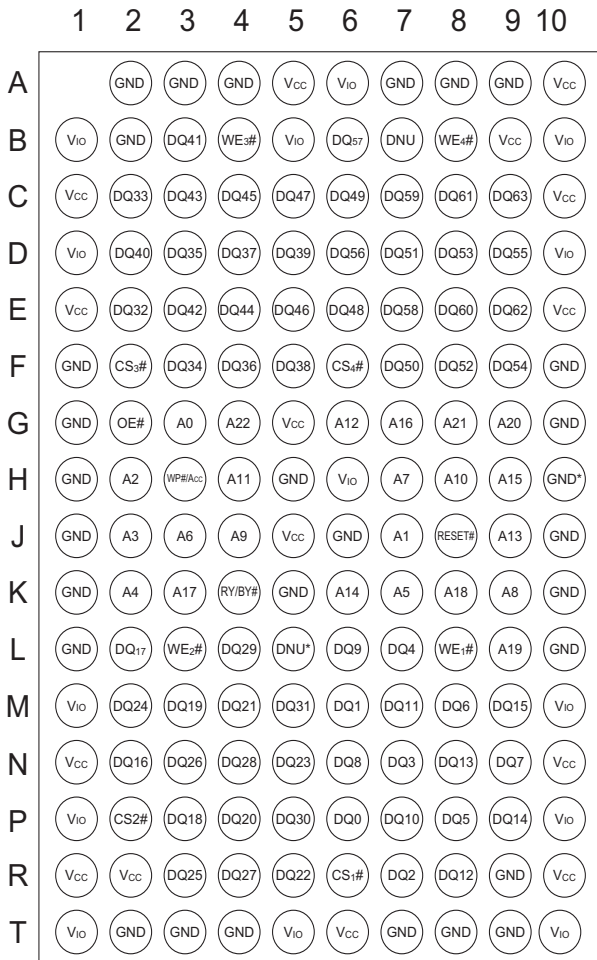 1 2 3 4 5 6 7 8 9 10
A GND GND GND VCC VIO GND GND GND VCC
B VIO GND DQ41 WE3# VIO DQ57 DNU WE4# VCC VIO
C VCC DQ33 DQ43 DQ45 DQ47 DQ49 DQ59 DQ61 DQ63 VCC
D VIO DQ40 DQ35 DQ37 DQ39 DQ56 DQ51 DQ53 DQ55 VIO
E VCC DQ32 DQ42 DQ44 DQ46 DQ48 DQ58 DQ60 DQ62 VCC
F GND CS3# DQ34 DQ36 DQ38 CS4# DQ50 DQ52 DQ54 GND
G GND OE# A0 A22 VCC A12 A16 A21 A20 GND
H GND A2 WP#/ACC A11 GND VIO A7 A10 A15 GND*
J GND A3 A6 A9 VCC GND A1 RESET# A13 GND
K GND A4 A17 RY/BY# GND A14 A5 A18 A8 GND
L GND DQ17 WE2# DQ29 DNU* DQ9 DQ4 WE1# A19 GND
M VIO DQ24 DQ19 DQ21 DQ31 DQ1 DQ11 DQ6 DQ15 VIO
N VCC DQ16 DQ26 DQ28 DQ23 DQ8 DQ3 DQ13 DQ7 VCC
P VIO CS2# DQ18 DQ20 DQ30 DQ0 DQ10 DQ5 DQ14 VIO
R VCC VCC DQ25 DQ27 DQ22 CS1# DQ2 DQ12 GND VCC
T VIO GND GND GND VIO VCC GND GND GND VIO